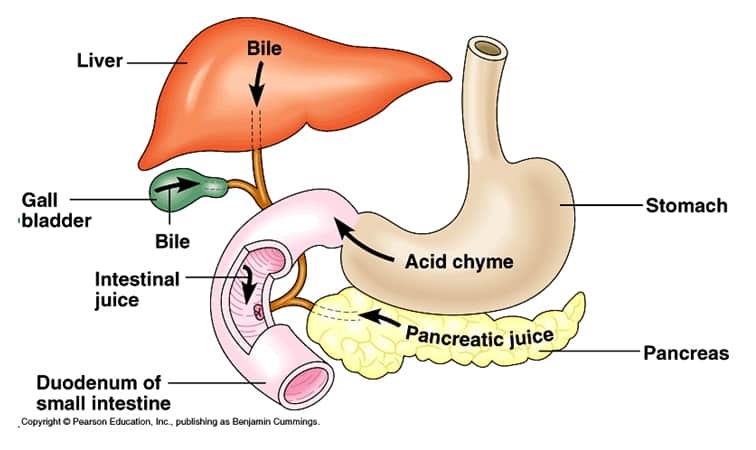 Bile
Liver
Gall
bladder
Bile
Stomach
Acid chyme
Intestinal
juice
Pancreatic juice
Pancreas
Duodenum of
small intestine
Copyright © Pearson Education, Inc., publishing as Benjamin Cummings.